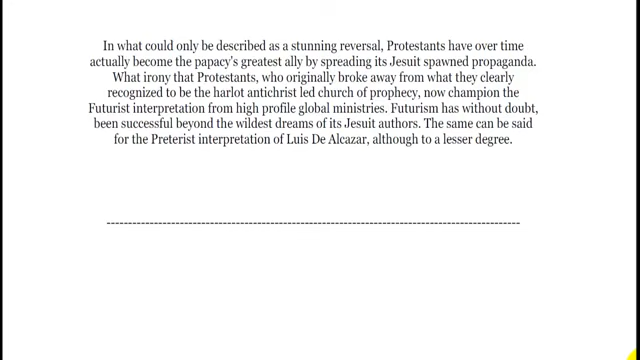 In what could only be described as a stunning reversal, Protestants have over time
actually become the papacy's greatest ally by spreading its Jesuit spawned propaganda.
What irony that Protestants, who originally broke away from what they clearly
recognized to be the harlot antichrist led church of prophecy, now champion the
Futurist interpretation from high profile global ministries. Futurism has without doubt,
been successful beyond the wildest dreams of its Jesuit authors. The same can be said
for the Preterist interpretation of Luis De Alcazar, although to a lesser degree.